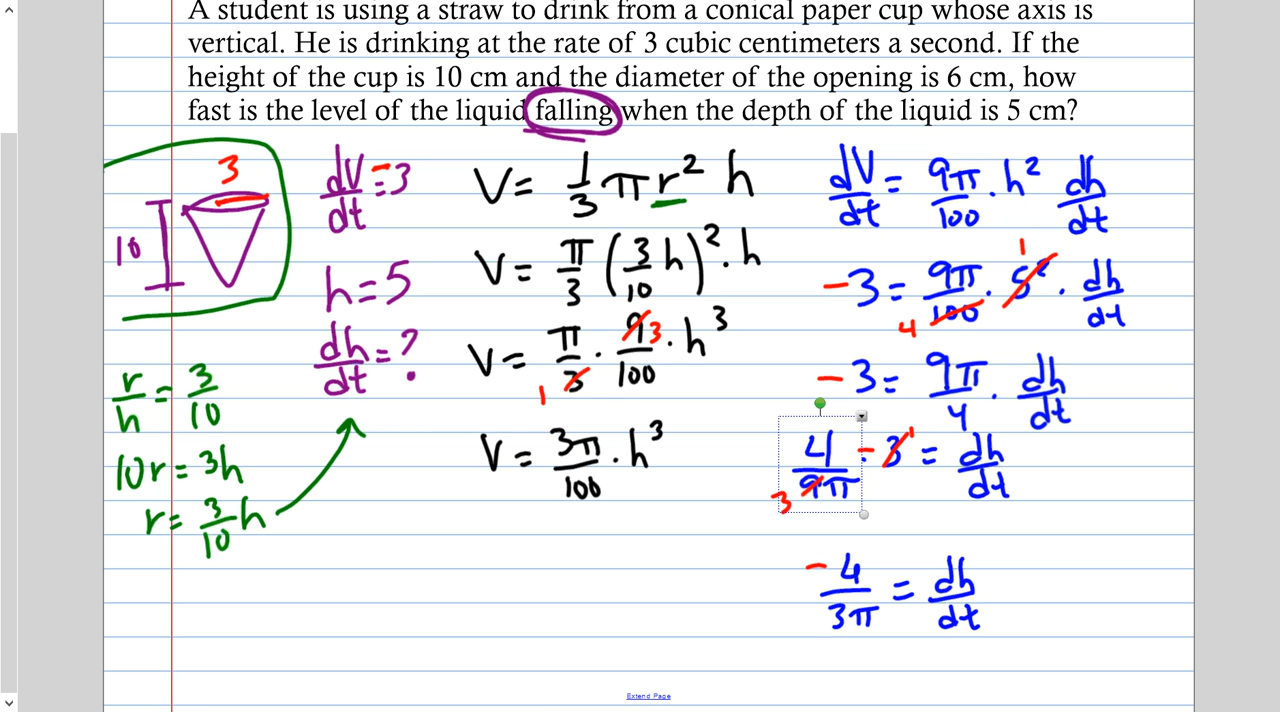 A student is using a straw to drink from a conical paper cup whose axis is
vertical. He is drinking at the rate of 3 cubic centimeters a second. If the
height of the cup is 10 cm and the diameter of the opening is 6 cm, how
fast is the level of the liquid falling when the depth of the liquid is 5 cm?
3
10
r/h = 3/10
10r = 3h
r = 3/10 h
dV/dt = -3
h = 5
dh/dt = ?
V = 1/3 π r² h
V = π/3 (3/10 h)² · h
V = π/3 · 9/100 · h³
1 3
V = 3π/100 · h³
dV/dt = 9π/100 · h² dh/dt
-3 = 9π/100 · 5² · dh/dt
4 1
-3 = 9π/4 · dh/dt
4/9π · -3 = dh/dt
3 1
-4/3π = dh/dt
Extend Page